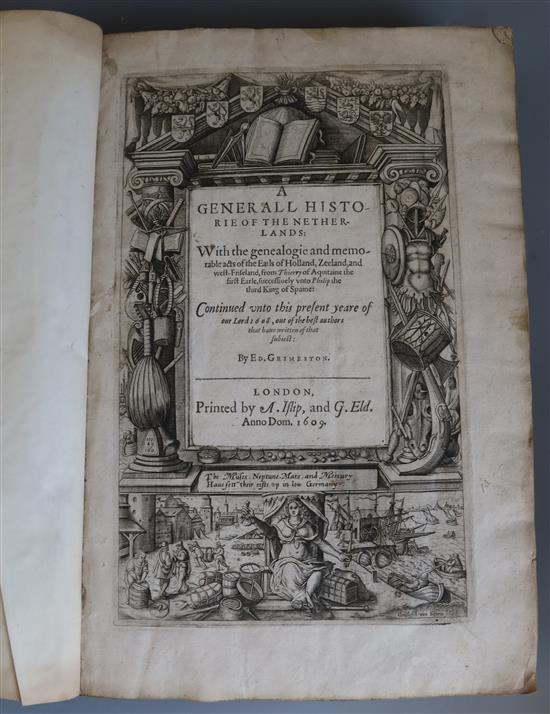 A
GENERALL HISTO-
RIE OF THE NETHER-
LANDS:
With the genealogie and memo-
rable acts of the Earls of Holland, Zeeland, and
west-Friseland, from Thierry of Aquitaine the
first Earle, successively vnto Philip the
third King of Spaine:
Continued vnto this present yeare of
our Lord 1608, out of the best authors
that haue written of that
subiect:
By ED. GRIMESTON.
LONDON,
Printed by A. Islip, and G. Eld.
Anno Dom. 1609.
The Muses, Neptune, Mars, and Mercury
Haue sett their rests vp in low Germany